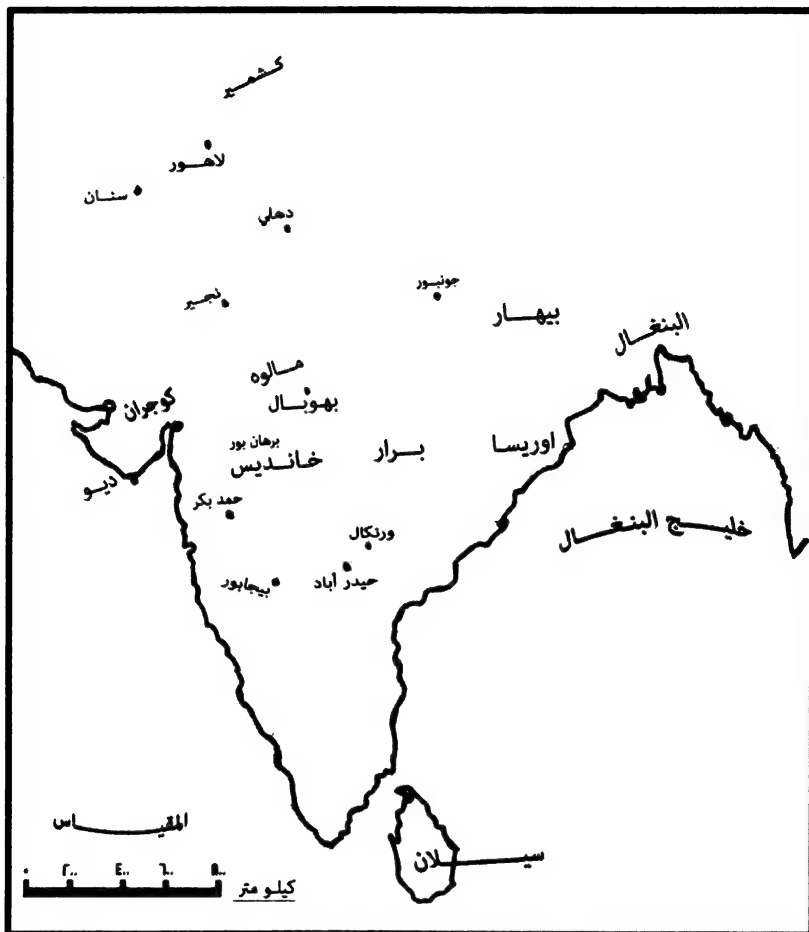 كشمير
لاهور
سنان
دهلي
نجير
جونبور
بيهار
البنغال
مالوه
بهوبال
كوجران
برهان بور
خانديس
برار
اوريسا
ديو
حمد بكر
خليج البنغال
ورنكال
حيدر أباد
بيجابور
المقياس
سيلان
٠ ٢٠٠ ٤٠٠ ٦٠٠ ٨٠٠
كيلو متر